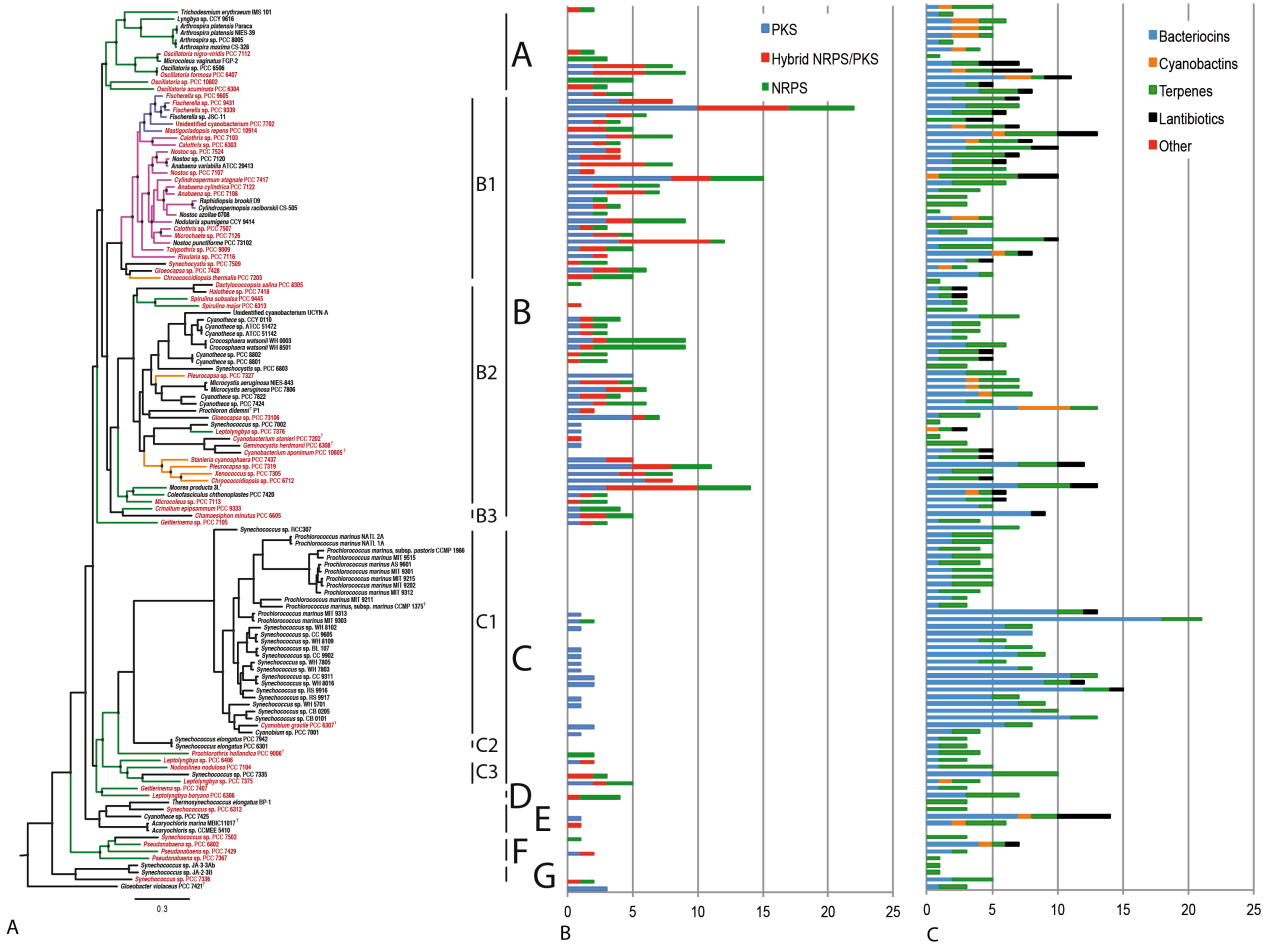 Trichodesmium erythraeum IMS 101
Lyngbya sp. CCY 9616
Arthrospira platensis Paraca
Arthrospira platensis NIES-39
Arthrospira sp. PCC 8005
Arthrospira maxima CS-328
Oscillatoria nigro-viridis PCC 7112
Microcoleus vaginatus FGP-2
Oscillatoria sp. PCC 6506
Oscillatoria formosa PCC 6407
Oscillatoria sp. PCC 10802
Oscillatoria acuminata PCC 6304
Fischerella sp. PCC 9605
Fischerella sp. PCC 9431
Fischerella sp. PCC 9339
Fischerella sp. JSC-11
Unidentified cyanobacterium PCC 7702
Mastigocladopsis repens PCC 10914
Calothrix sp. PCC 7103
Calothrix sp. PCC 6303
Nostoc sp. PCC 7524
Nostoc sp. PCC 7120
Anabaena variabilis ATCC 29413
Nostoc sp. PCC 7107
Cylindrospermum stagnale PCC 7417
Anabaena cylindrica PCC 7122
Anabaena sp. PCC 7108
Raphidiopsis brookii D9
Cylindrospermopsis raciborskii CS-505
Nostoc azollae 0708
Nodularia spumigena CCY 9414
Calothrix sp. PCC 7507
Microchaete sp. PCC 7126
Nostoc punctiforme PCC 73102
Tolypothrix sp. PCC 9009
Rivularia sp. PCC 7116
Synechocystis sp. PCC 7509
Gloeocapsa sp. PCC 7428
Chroococcidiopsis thermalis PCC 7203
Dactylococcopsis salina PCC 8305
Halothece sp. PCC 7418
Spirulina subsalsa PCC 9445
Spirulina major PCC 6313
Unidentified cyanobacterium UCYN-A
Cyanothece sp. CCY 0110
Cyanothece sp. ATCC 51472
Cyanothece sp. ATCC 51142
Crocosphaera watsonii WH 0003
Crocosphaera watsonii WH 8501
Cyanothece sp. PCC 8802
Cyanothece sp. PCC 8801
Synechocystis sp. PCC 6803
Pleurocapsa sp. PCC 7327
Microcystis aeruginosa NIES-843
Microcystis aeruginosa PCC 7806
Cyanothece sp. PCC 7822
Cyanothece sp. PCC 7424
Prochloron didemni T P1
Gloeocapsa sp. PCC 73106
Synechococcus sp. PCC 7002
Leptolyngbya sp. PCC 7376
Cyanobacterium stanieri PCC 7202 T
Geminocystis herdmanii PCC 6308 T
Cyanobacterium aponinum PCC 10605 T
Stanieria cyanosphaera PCC 7437
Pleurocapsa sp. PCC 7319
Xenococcus sp. PCC 7305
Chroococcidiopsis sp. PCC 6712
Moorea producta 3L T
Coleofasciculus chthonoplastes PCC 7420
Microcoleus sp. PCC 7113
Crinalium epipsammum PCC 9333
Chamaesiphon minutus PCC 6605
Geitlerinema sp. PCC 7105
Synechococcus sp. RCC307
Prochlorococcus marinus NATL 2A
Prochlorococcus marinus NATL 1A
Prochlorococcus marinus, subsp. pastoris CCMP 1986
Prochlorococcus marinus MIT 9515
Prochlorococcus marinus AS 9601
Prochlorococcus marinus MIT 9301
Prochlorococcus marinus MIT 9215
Prochlorococcus marinus MIT 9202
Prochlorococcus marinus MIT 9312
Prochlorococcus marinus MIT 9211
Prochlorococcus marinus, subsp. marinus CCMP 1375 T
Prochlorococcus marinus MIT 9313
Prochlorococcus marinus MIT 9303
Synechococcus sp. WH 8102
Synechococcus sp. CC 9605
Synechococcus sp. WH 8109
Synechococcus sp. BL 107
Synechococcus sp. CC 9902
Synechococcus sp. WH 7805
Synechococcus sp. WH 7803
Synechococcus sp. CC 9311
Synechococcus sp. WH 8016
Synechococcus sp. RS 9916
Synechococcus sp. RS 9917
Synechococcus sp. WH 5701
Synechococcus sp. CB 0205
Synechococcus sp. CB 0101
Cyanobium gracile PCC 6307 T
Cyanobium sp. PCC 7001
Synechococcus elongatus PCC 7942
Synechococcus elongatus PCC 6301
Prochlorothrix hollandica PCC 9006 T
Leptolyngbya sp. PCC 6406
Nodosilinea nodulosa PCC 7104
Synechococcus sp. PCC 7335
Leptolyngbya sp. PCC 7375
Geitlerinema sp. PCC 7407
Leptolyngbya boryana PCC 6306
Thermosynechococcus elongatus BP-1
Synechococcus sp. PCC 6312
Cyanothece sp. PCC 7425
Acaryochloris marina MBIC11017 T
Acaryochloris sp. CCMEE 5410
Synechococcus sp. PCC 7502
Pseudanabaena sp. PCC 6802
Pseudanabaena sp. PCC 7429
Pseudanabaena sp. PCC 7367
Synechococcus sp. JA-3-3Ab
Synechococcus sp. JA-2-3B
Synechococcus sp. PCC 7336
Gloeobacter violaceus PCC 7421 T
0.3
A
A
B1
B
B2
B3
C1
C
C2
C3
D
E
F
G
PKS
Hybrid NRPS/PKS
NRPS
0 5 10 15 20 25
B
Bacteriocins
Cyanobactins
Terpenes
Lantibiotics
Other
0 5 10 15 20 25
C